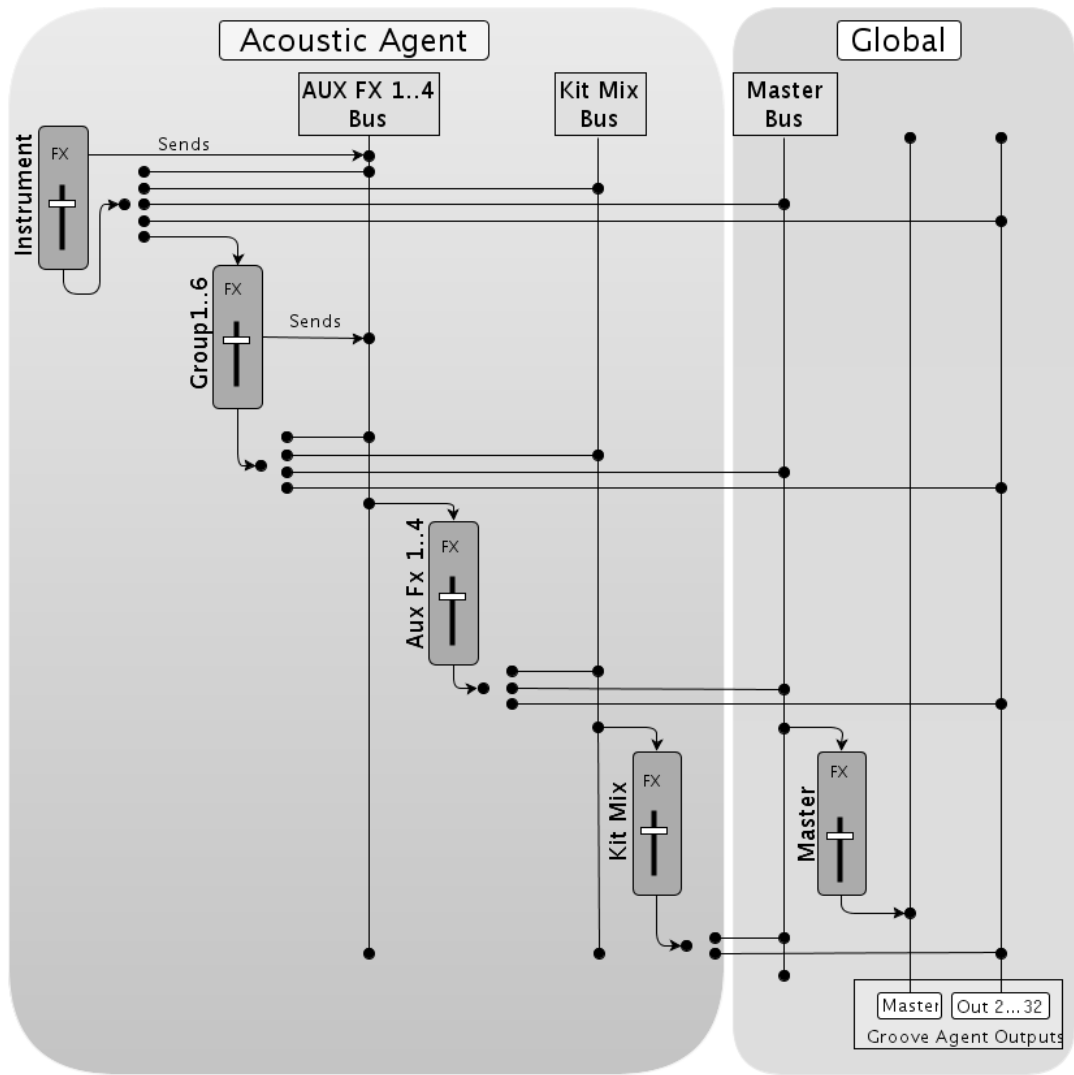 Acoustic Agent
Global
AUX FX 1..4
Bus
Kit Mix
Bus
Master
Bus
Instrument
FX
Sends
Group1..6
FX
Sends
Aux Fx 1..4
FX
Kit Mix
FX
Master
FX
Master
Out 2...32
Groove Agent Outputs